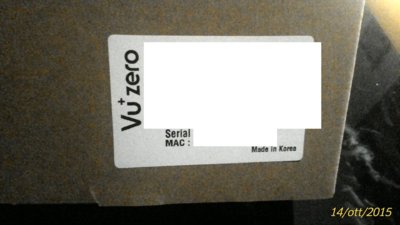 Vu+ zero
Serial
MAC :
Made in Korea
14/ott/2015